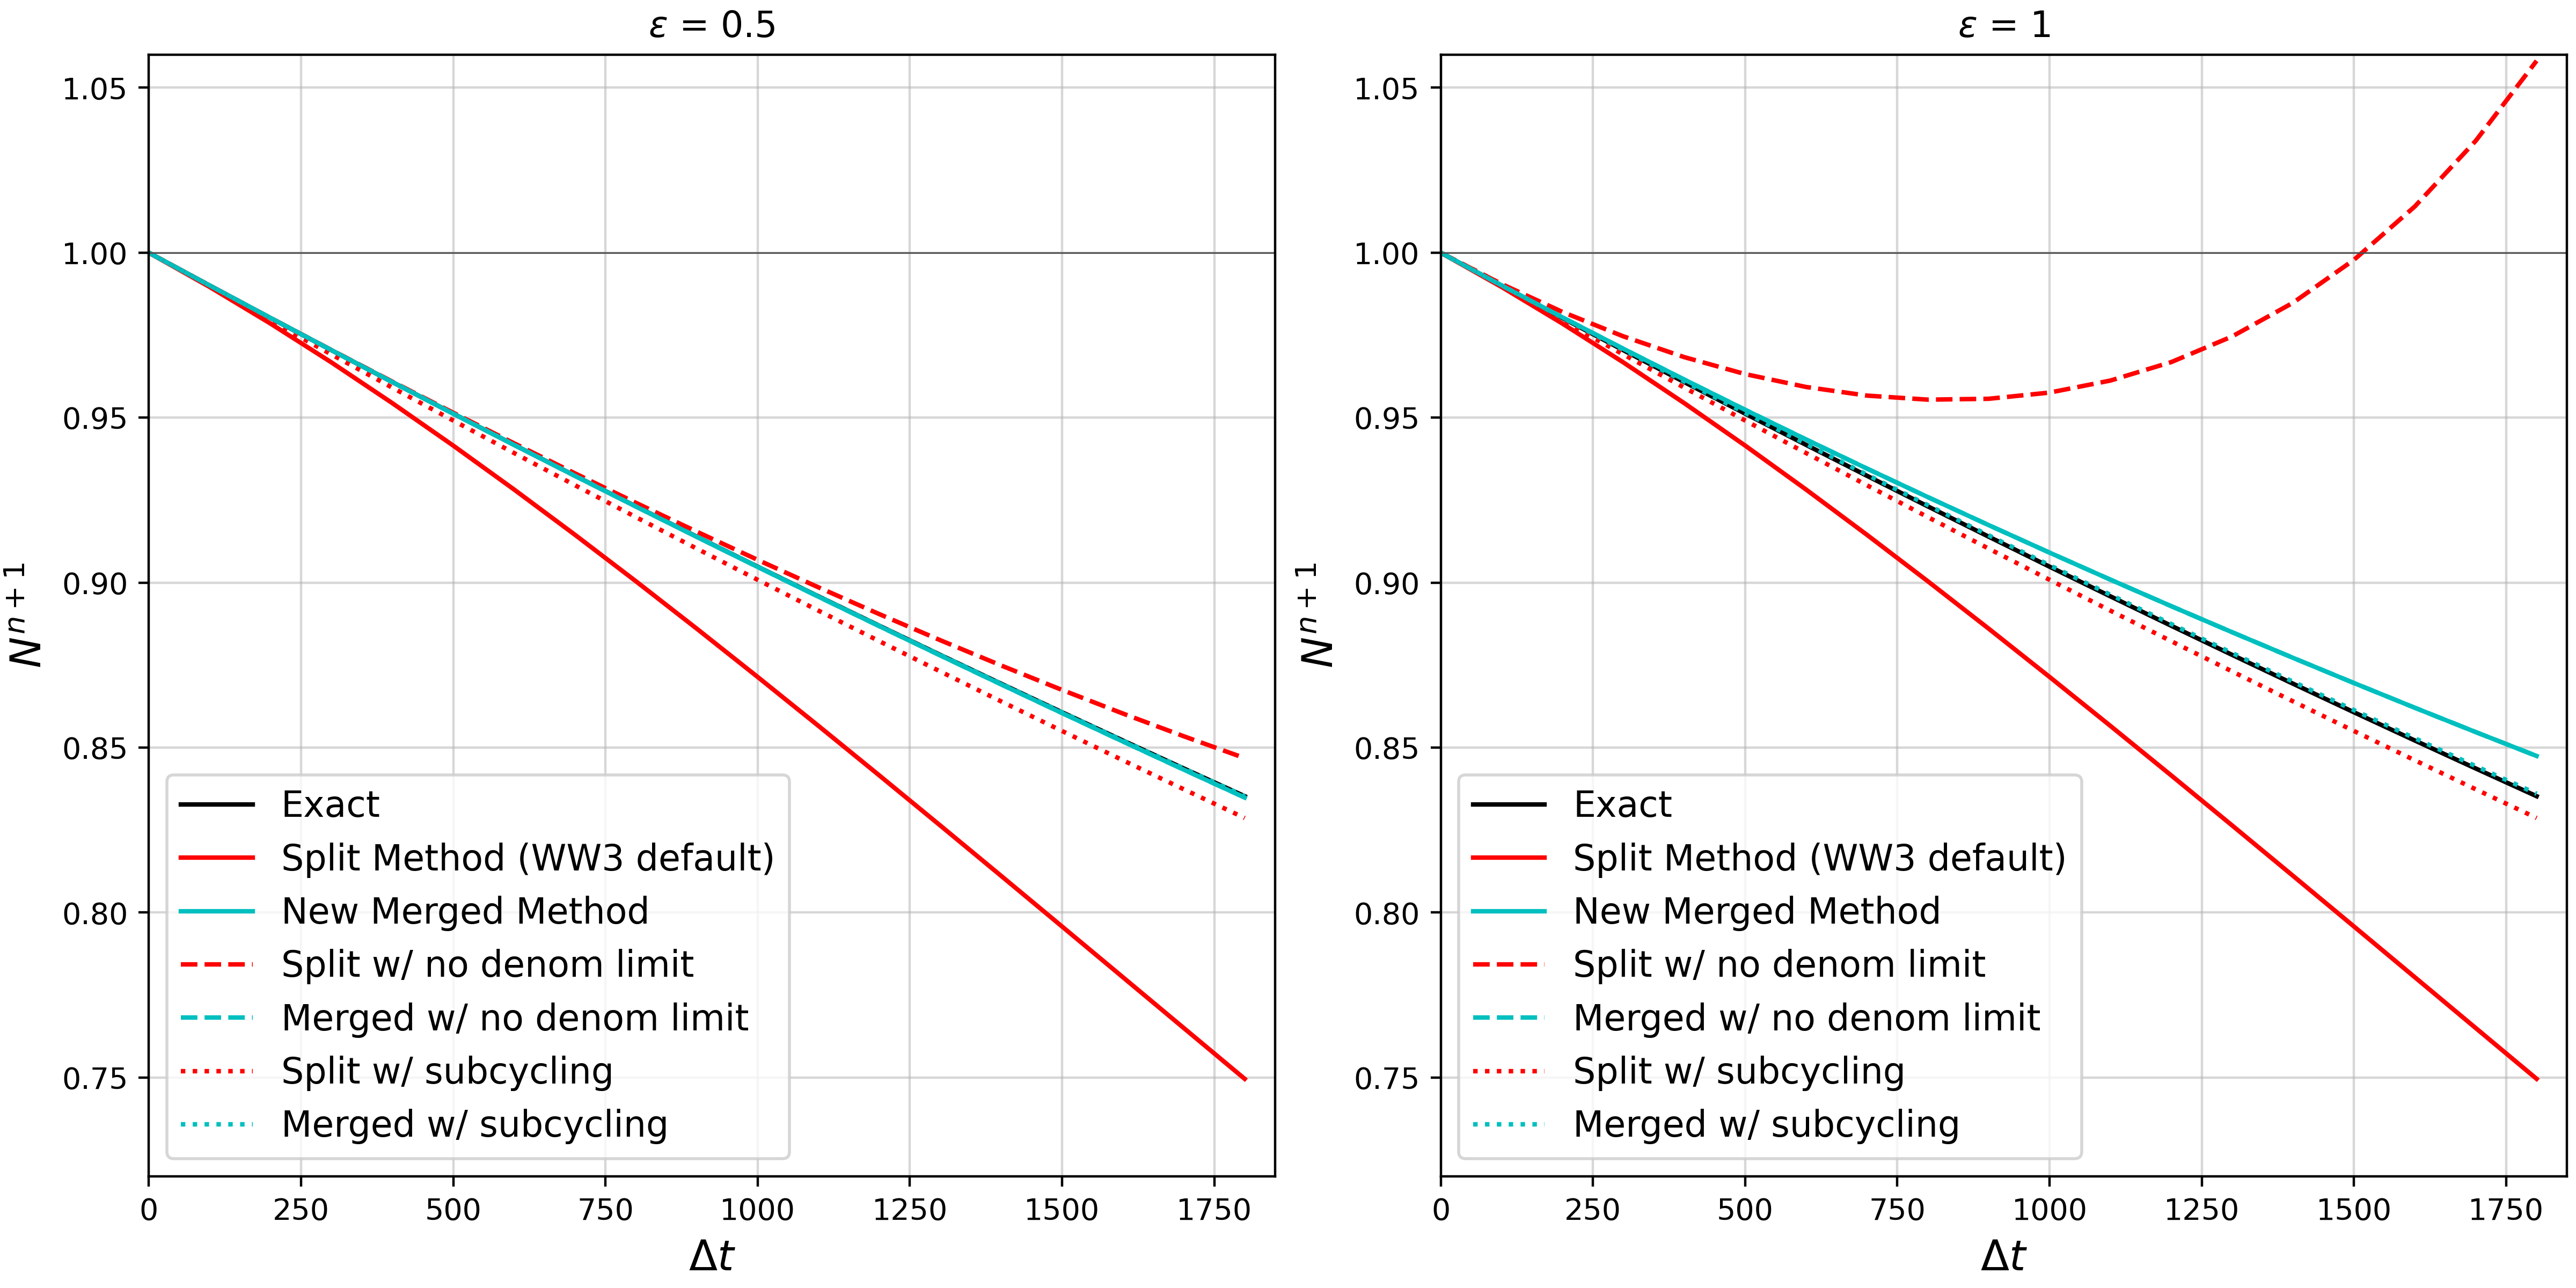 ε = 0.5
1.05
1.00
0.95
0.90
0.85
0.80
0.75
N^{n+1}
Exact
Split Method (WW3 default)
New Merged Method
Split w/ no denom limit
Merged w/ no denom limit
Split w/ subcycling
Merged w/ subcycling
0 250 500 750 1000 1250 1500 1750
Δt
ε = 1
1.05
1.00
0.95
0.90
0.85
0.80
0.75
N^{n+1}
Exact
Split Method (WW3 default)
New Merged Method
Split w/ no denom limit
Merged w/ no denom limit
Split w/ subcycling
Merged w/ subcycling
0 250 500 750 1000 1250 1500 1750
Δt